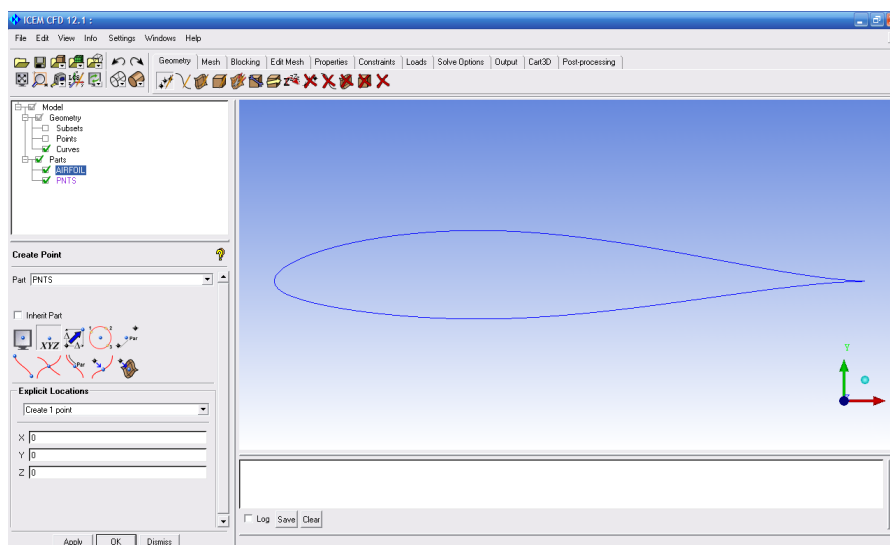 ICEM CFD 12.1 :
File Edit View Info Settings Windows Help
Geometry Mesh Blocking Edit Mesh Properties Constraints Loads Solve Options Output Cart3D Post-processing
Model
Geometry
Subsets
Points
Curves
Parts
AIRFOIL
PNTS
Create Point
Part PNTS
Inherit Part
XYZ
Par
Par
Explicit Locations
Create 1 point
X 0
Y 0
Z 0
Apply OK Dismiss
Y
Log Save Clear